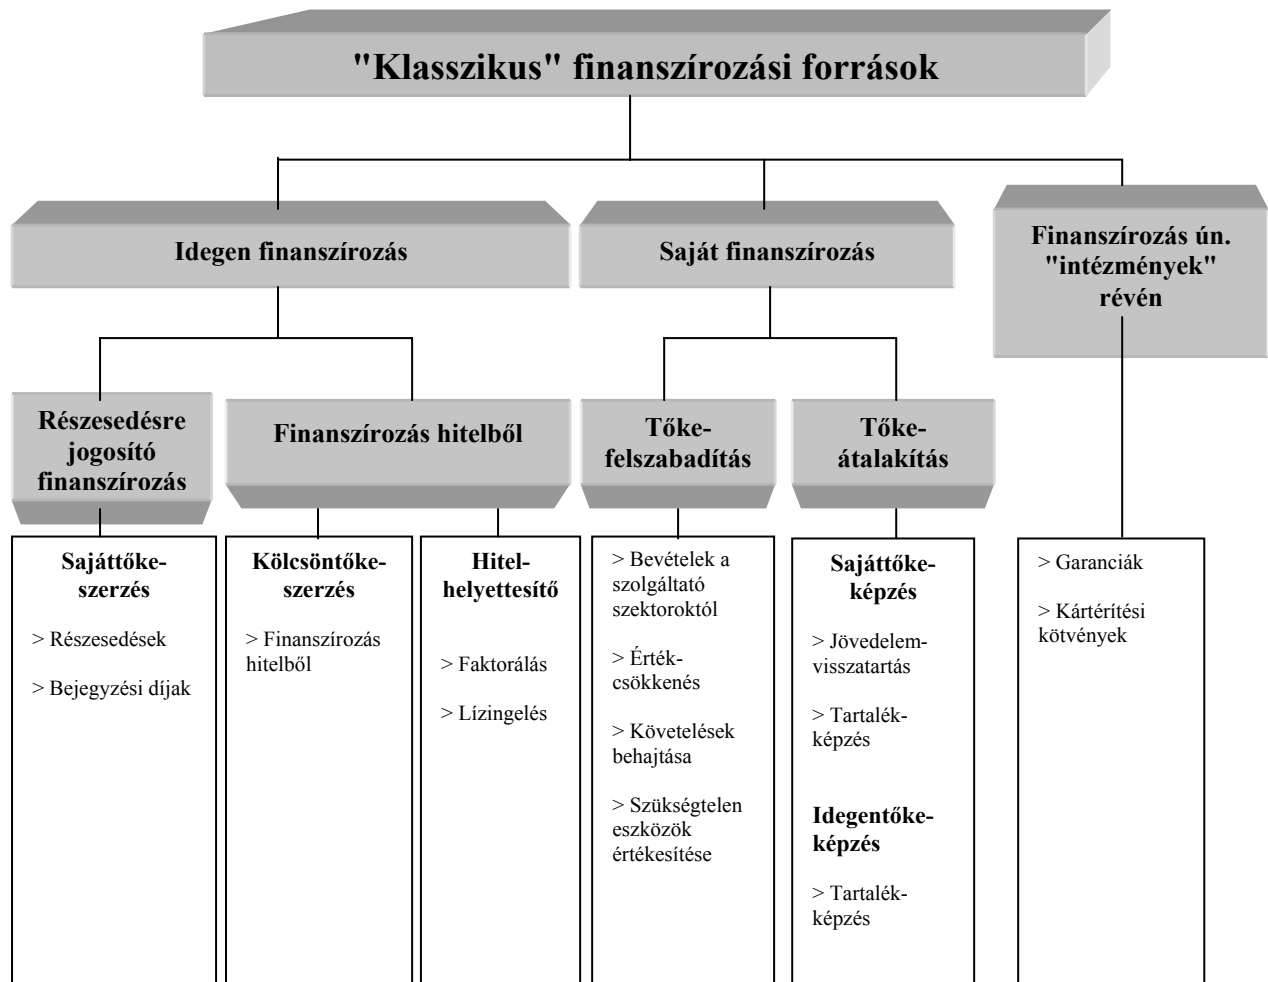 "Klasszikus" finanszírozási források
Idegen finanszírozás
Saját finanszírozás
Finanszírozás ún.
"intézmények"
révén
Részesedésre
jogosító
finanszírozás
Finanszírozás hitelből
Tőke-
felszabadítás
Tőke-
átalakítás
Sajáttőke-
szerzés
> Részesedések
> Bejegyzési díjak
Kölcsöntőke-
szerzés
> Finanszírozás
hitelből
Hitel-
helyettesítő
> Faktorálás
> Lízingelés
> Bevételek a
szolgáltató
szektoroktól
> Érték-
csökkenés
> Követelések
behajtása
> Szükségtelen
eszközök
értékesítése
Sajáttőke-
képzés
> Jövedelem-
visszatartás
> Tartalék-
képzés
Idegentőke-
képzés
> Tartalék-
képzés
> Garanciák
> Kártérítési
kötvények